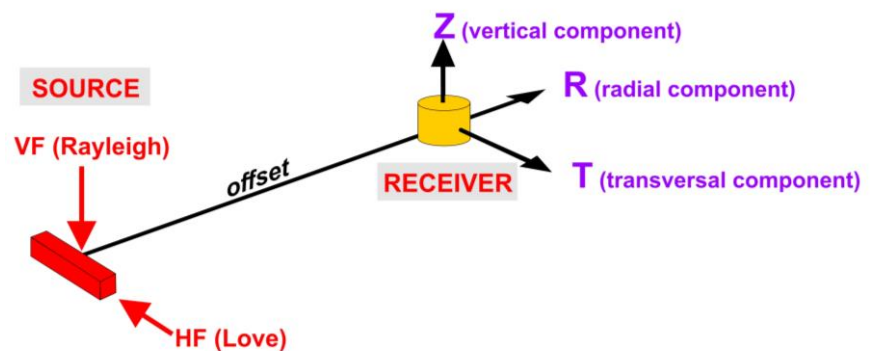 Z (vertical component)
SOURCE
R (radial component)
VF (Rayleigh)
offset
RECEIVER
T (transversal component)
HF (Love)